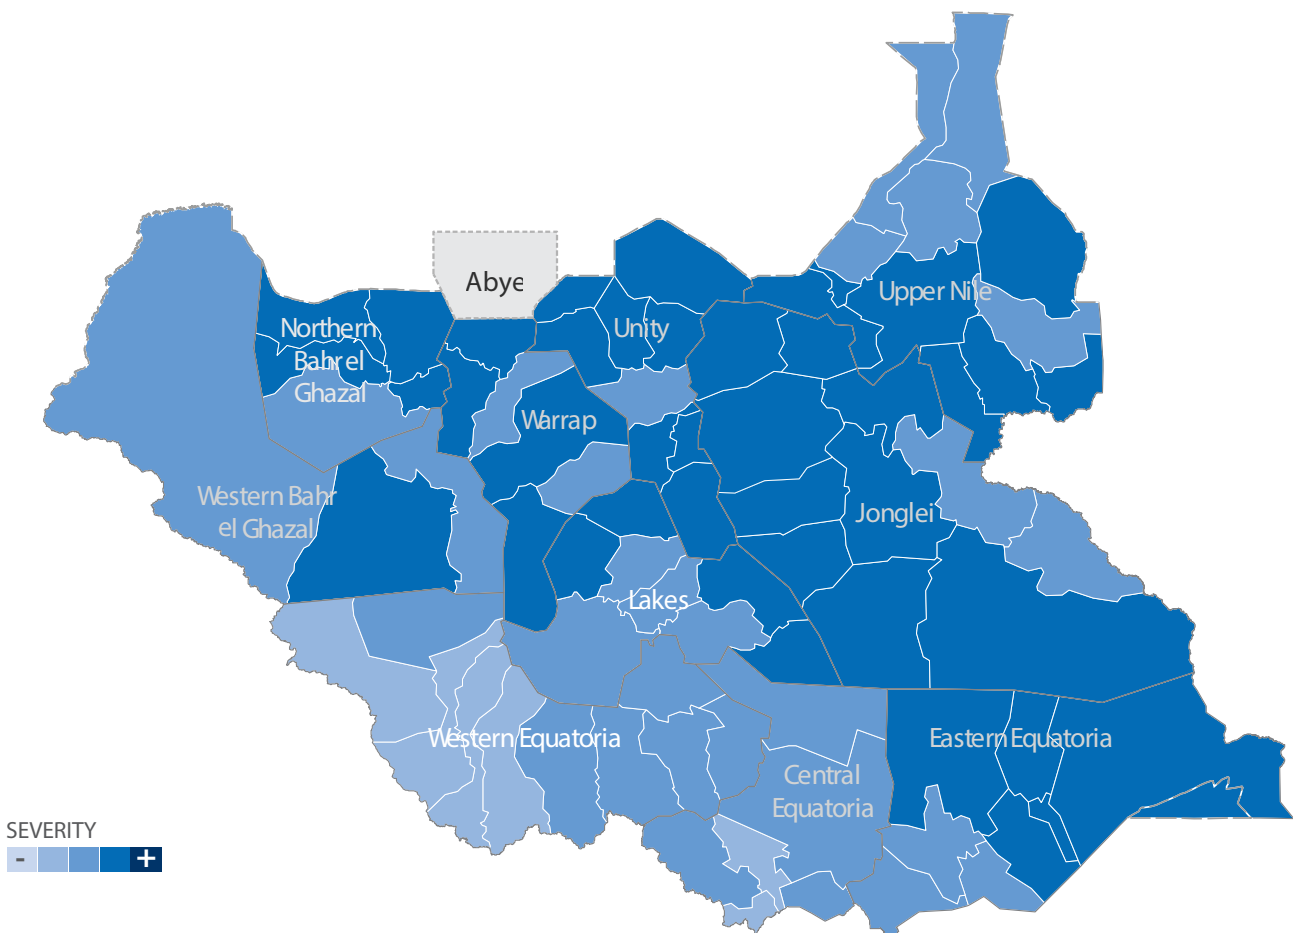 Abye
Upper Nile
Northern
Bahr el
Ghazal
Unity
Warrap
Western Bahr
el Ghazal
Jonglei
Lakes
Western Equatoria
Eastern Equatoria
Central
Equatoria
SEVERITY
- +